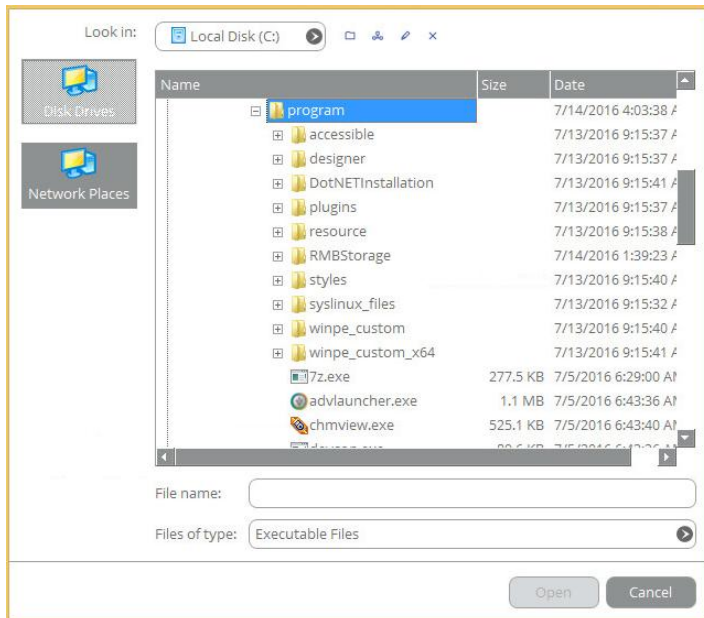 Look in:
Local Disk (C:)
Disk Drives
Network Places
Name Size Date
program 7/14/2016 4:03:38 A
accessible 7/13/2016 9:15:37 A
designer 7/13/2016 9:15:37 A
DotNETInstallation 7/13/2016 9:15:41 A
plugins 7/13/2016 9:15:37 A
resource 7/13/2016 9:15:38 A
RMBStorage 7/14/2016 1:39:23 A
styles 7/13/2016 9:15:40 A
syslinux_files 7/13/2016 9:15:32 A
winpe_custom 7/13/2016 9:15:40 A
winpe_custom_x64 7/13/2016 9:15:41 A
7z.exe 277.5 KB 7/5/2016 6:29:00 AM
advlauncher.exe 1.1 MB 7/5/2016 6:43:36 AM
chmview.exe 525.1 KB 7/5/2016 6:43:40 AM
File name:
Files of type: Executable Files
Open Cancel